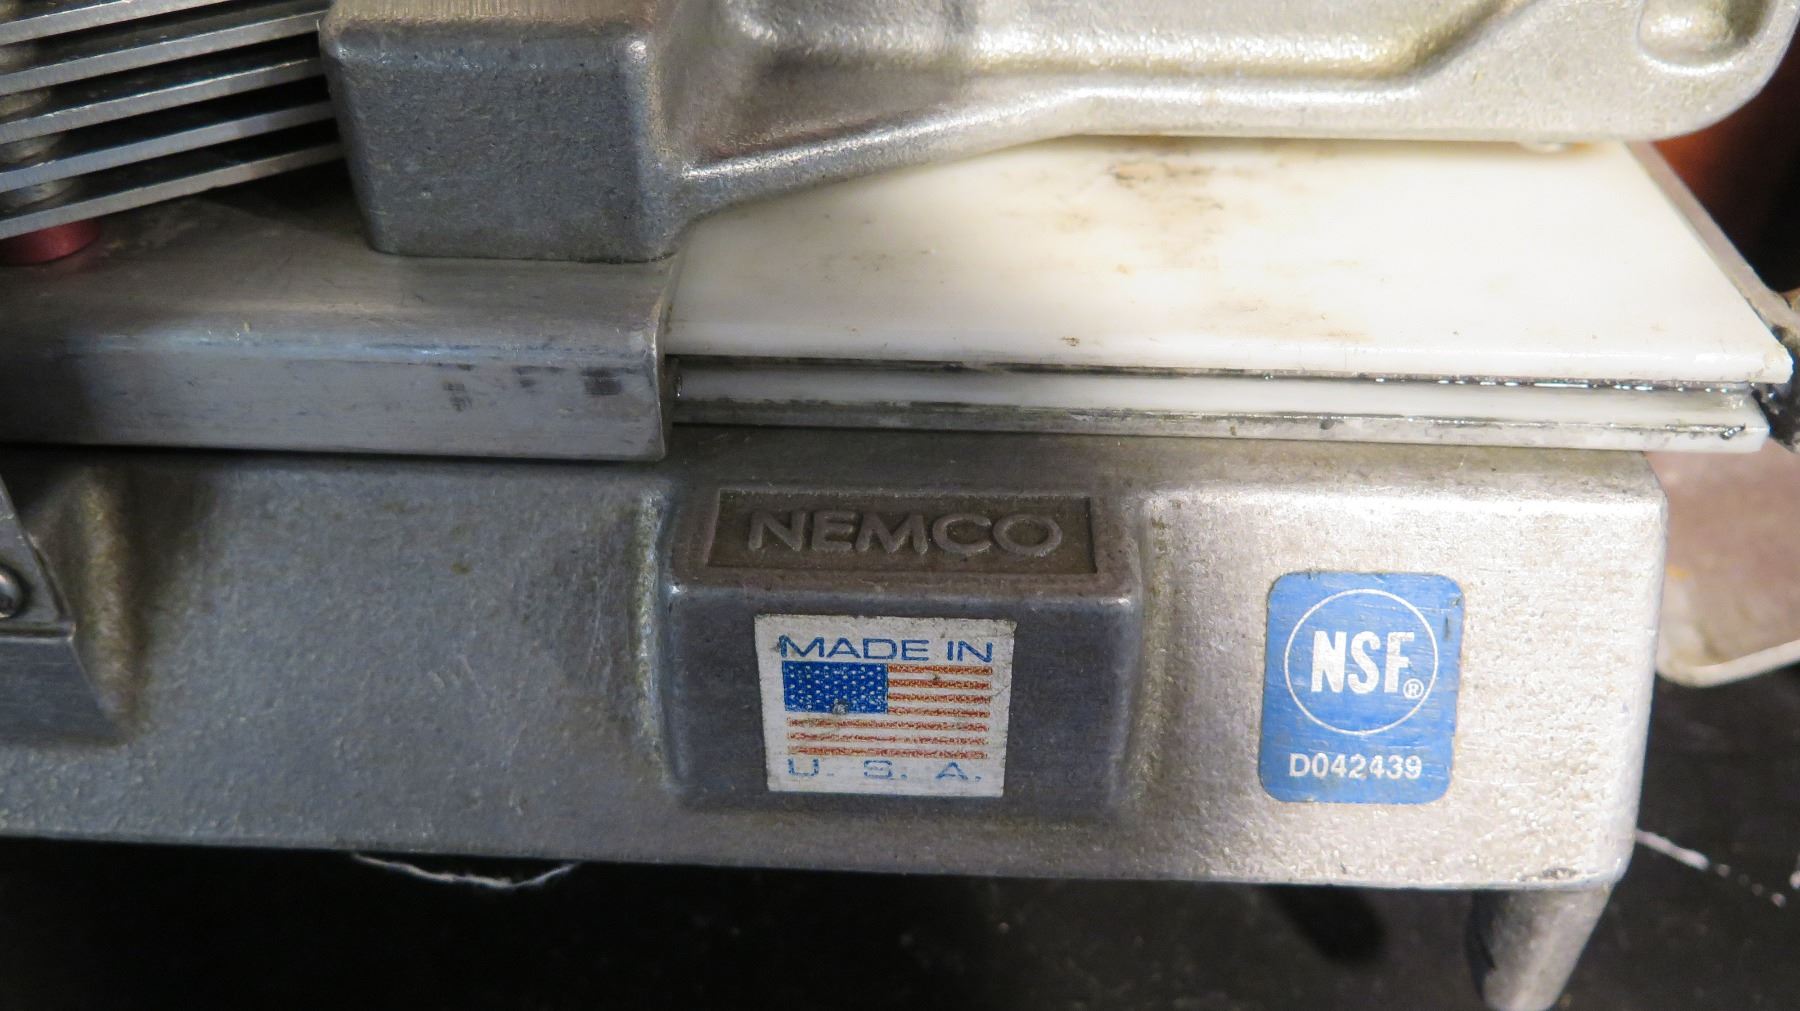 NEMCO
MADE IN
U. S. A.
NSF®
D042439